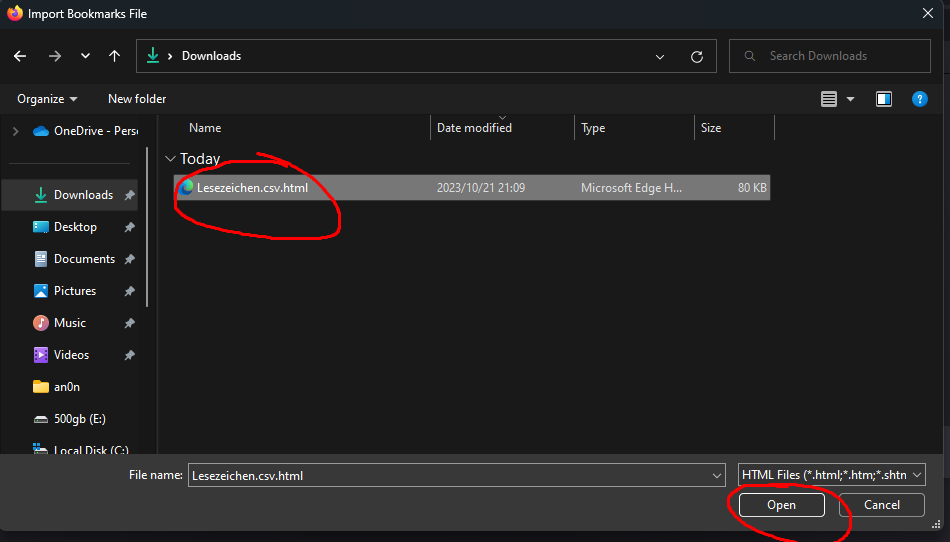 Import Bookmarks File
Downloads
Search Downloads
Organize
New folder
OneDrive - Perso
Name
Date modified
Type
Size
Today
Lesezeichen.csv.html
2023/10/21 21:09
Microsoft Edge H...
80 KB
Downloads
Desktop
Documents
Pictures
Music
Videos
an0n
500gb (E:)
Local Disk (C:)
File name:
Lesezeichen.csv.html
HTML Files (*.html;*.htm;*.shtn
Open
Cancel